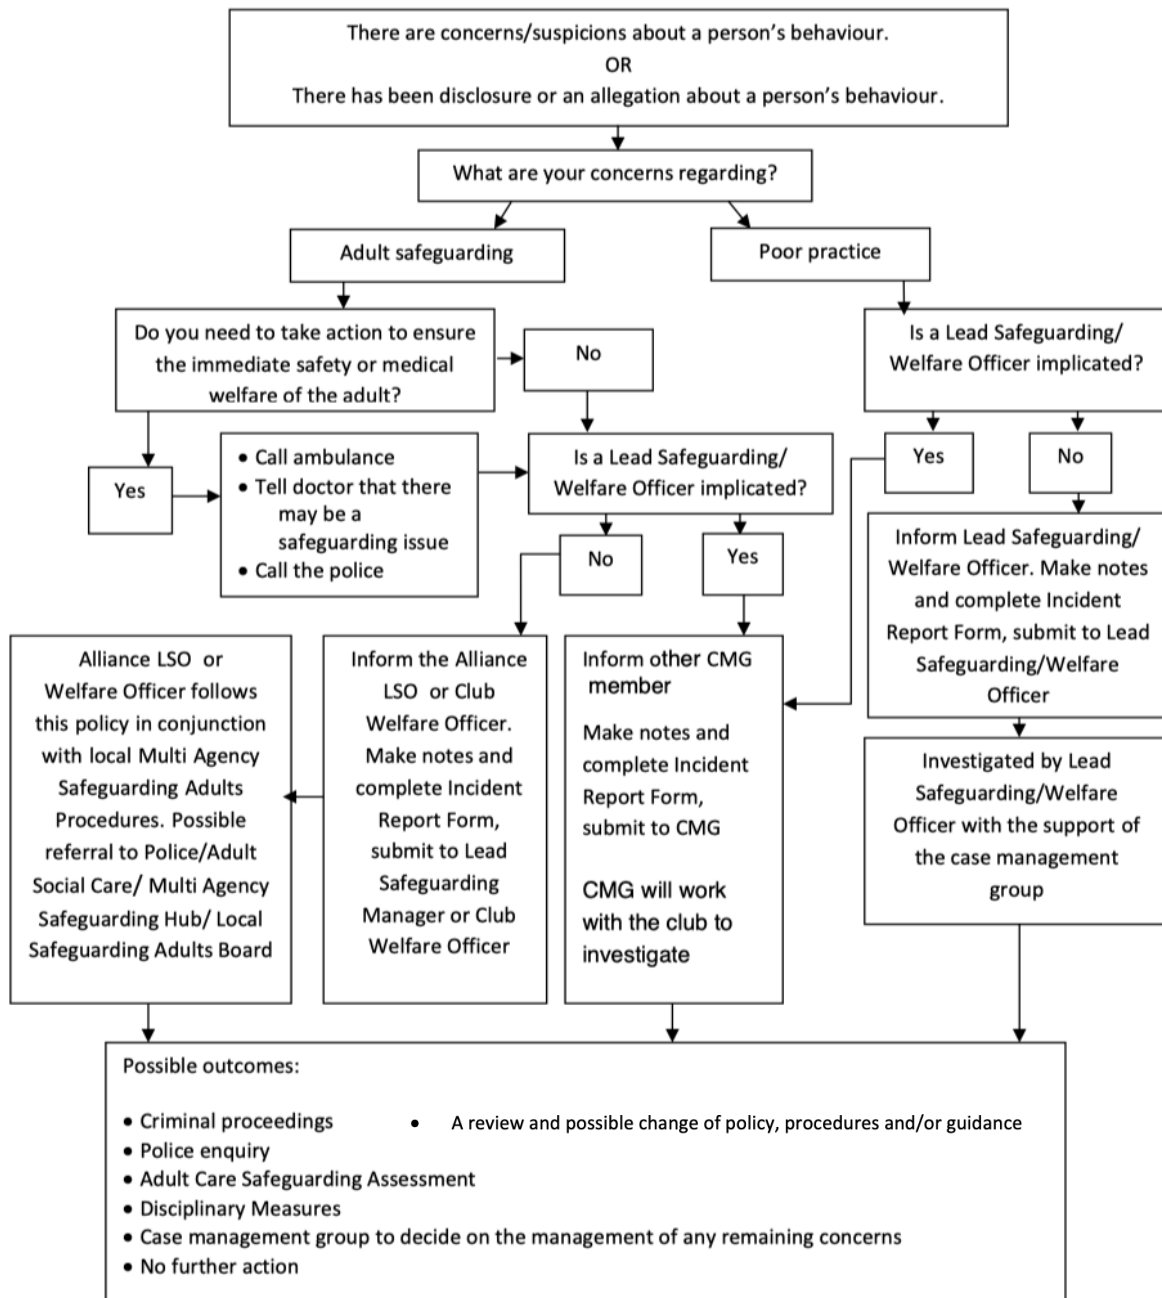 There are concerns/suspicions about a person's behaviour.
OR
There has been disclosure or an allegation about a person's behaviour.
What are your concerns regarding?
Adult safeguarding
Poor practice
Do you need to take action to ensure
the immediate safety or medical
welfare of the adult?
No
Is a Lead Safeguarding/
Welfare Officer implicated?
Yes
• Call ambulance
• Tell doctor that there
may be a
safeguarding issue
• Call the police
Is a Lead Safeguarding/
Welfare Officer implicated?
Yes
No
No
Yes
Inform Lead Safeguarding/
Welfare Officer. Make notes
and complete Incident
Report Form, submit to Lead
Safeguarding/Welfare
Officer
Alliance LSO or
Welfare Officer follows
this policy in conjunction
with local Multi Agency
Safeguarding Adults
Procedures. Possible
referral to Police/Adult
Social Care/ Multi Agency
Safeguarding Hub/ Local
Safeguarding Adults Board
Inform the Alliance
LSO or Club
Welfare Officer.
Make notes and
complete Incident
Report Form,
submit to Lead
Safeguarding
Manager or Club
Welfare Officer
Inform other CMG
member
Make notes and
complete Incident
Report Form,
submit to CMG
CMG will work
with the club to
investigate
Investigated by Lead
Safeguarding/Welfare
Officer with the support of
the case management
group
Possible outcomes:
• Criminal proceedings
• A review and possible change of policy, procedures and/or guidance
• Police enquiry
• Adult Care Safeguarding Assessment
• Disciplinary Measures
• Case management group to decide on the management of any remaining concerns
• No further action